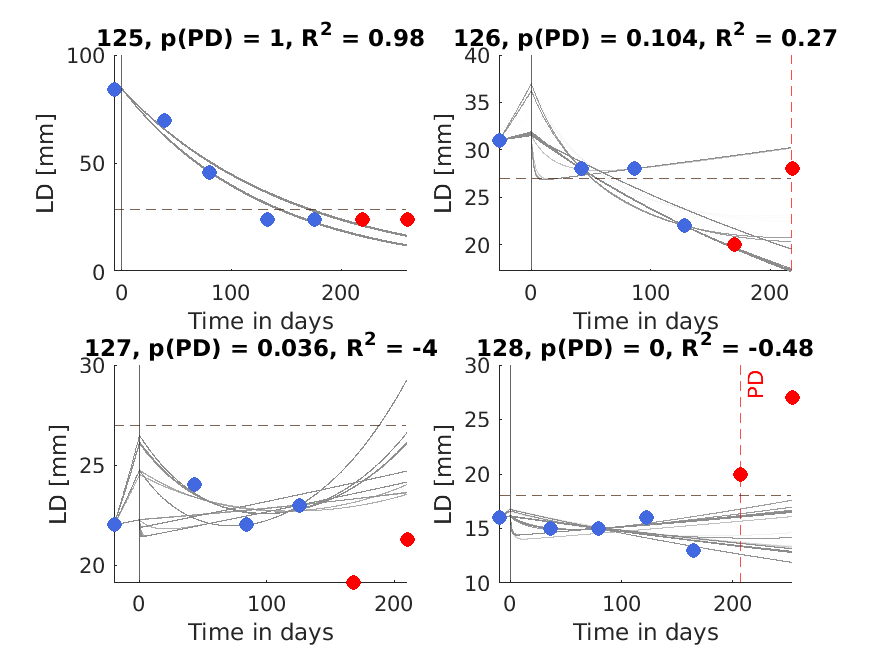 125, p(PD) = 1, R² = 0.98
126, p(PD) = 0.104, R² = 0.27
100
50
0
LD [mm]
0
100
200
Time in days
40
35
30
25
20
LD [mm]
0
100
200
Time in days
127, p(PD) = 0.036, R² = -4
128, p(PD) = 0, R² = -0.48
30
25
20
LD [mm]
0
100
200
Time in days
30
25
20
15
10
LD [mm]
PD
0
100
200
Time in days